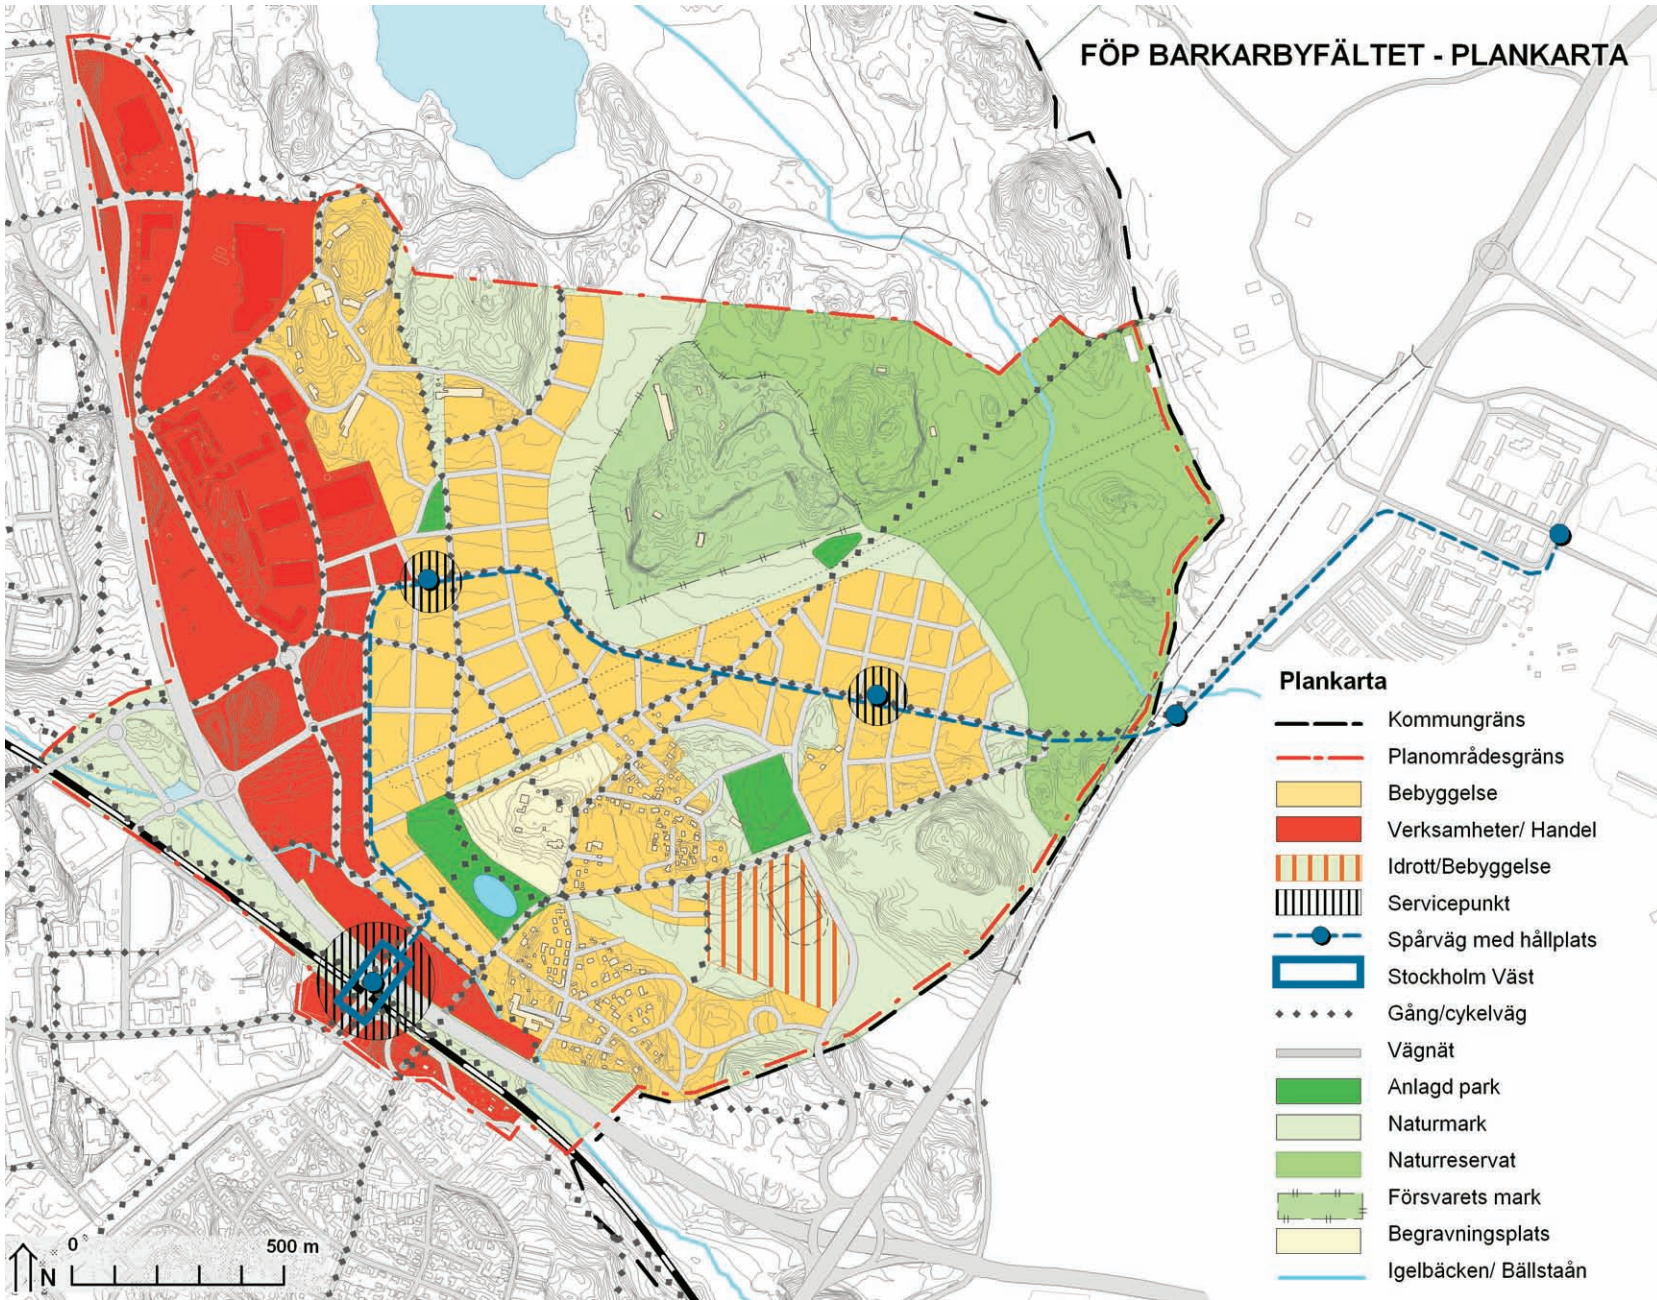 FÖP BARKARBYFÄLTET - PLANKARTA
Plankarta
Kommungräns
Planområdesgräns
Bebyggelse
Verksamheter/ Handel
Idrott/Bebyggelse
Servicepunkt
Spårväg med hållplats
Stockholm Väst
Gång/cykelväg
Vägnät
Anlagd park
Naturmark
Naturreservat
Försvarets mark
Begravningsplats
Igelbäcken/ Bällstaån
0 500 m
N